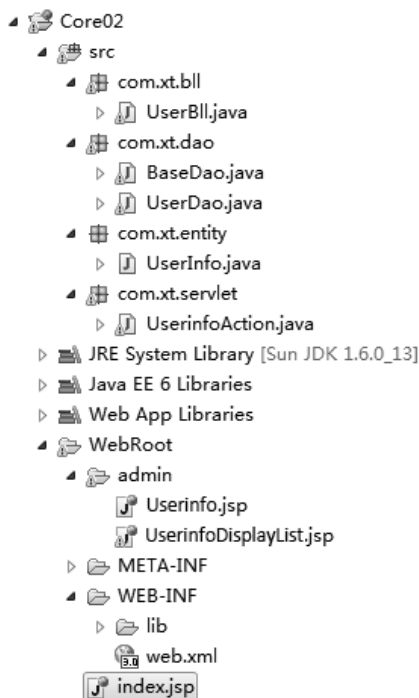 Core02
src
com.xt.bll
UserBll.java
com.xt.dao
BaseDao.java
UserDao.java
com.xt.entity
UserInfo.java
com.xt.servlet
UserinfoAction.java
JRE System Library [Sun JDK 1.6.0_13]
Java EE 6 Libraries
Web App Libraries
WebRoot
admin
Userinfo.jsp
UserinfoDisplayList.jsp
META-INF
WEB-INF
lib
web.xml
index.jsp